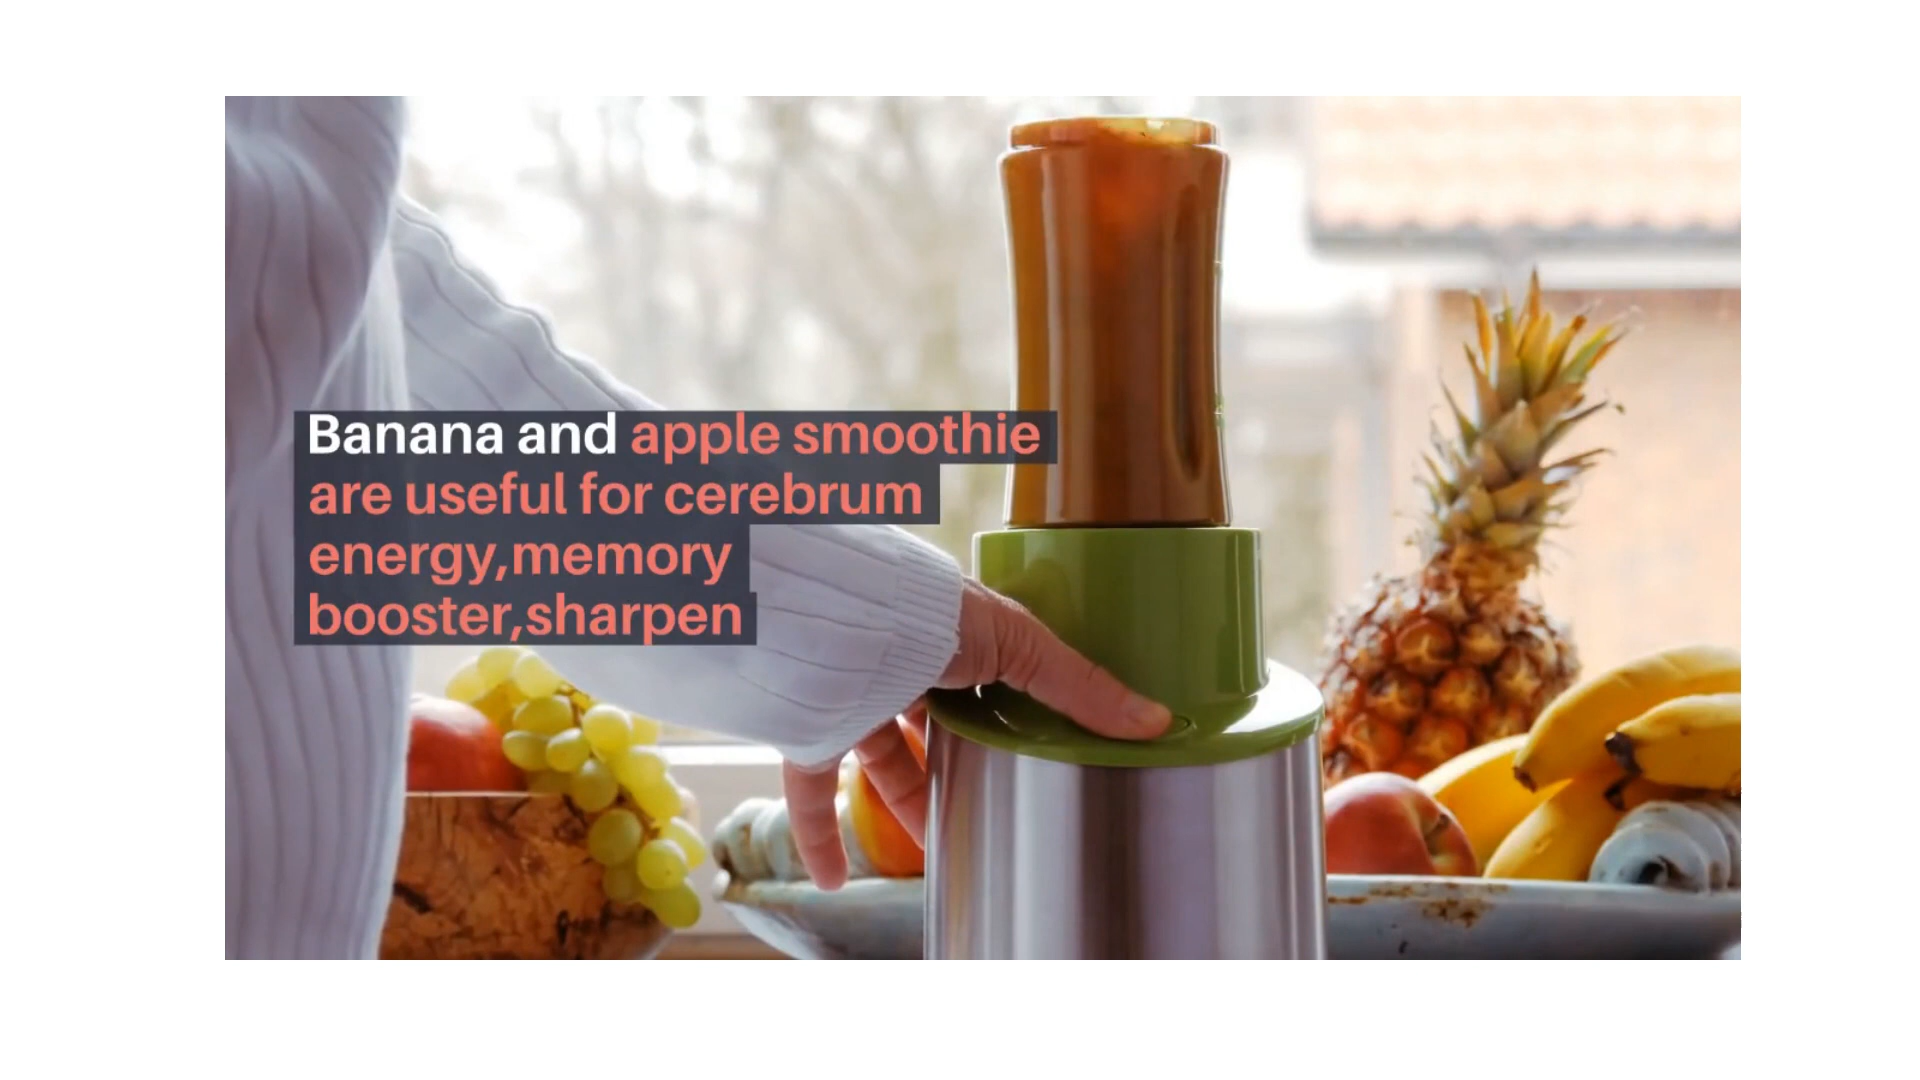 Banana and apple smoothie
are useful for cerebrum
energy,memory
booster,sharpen